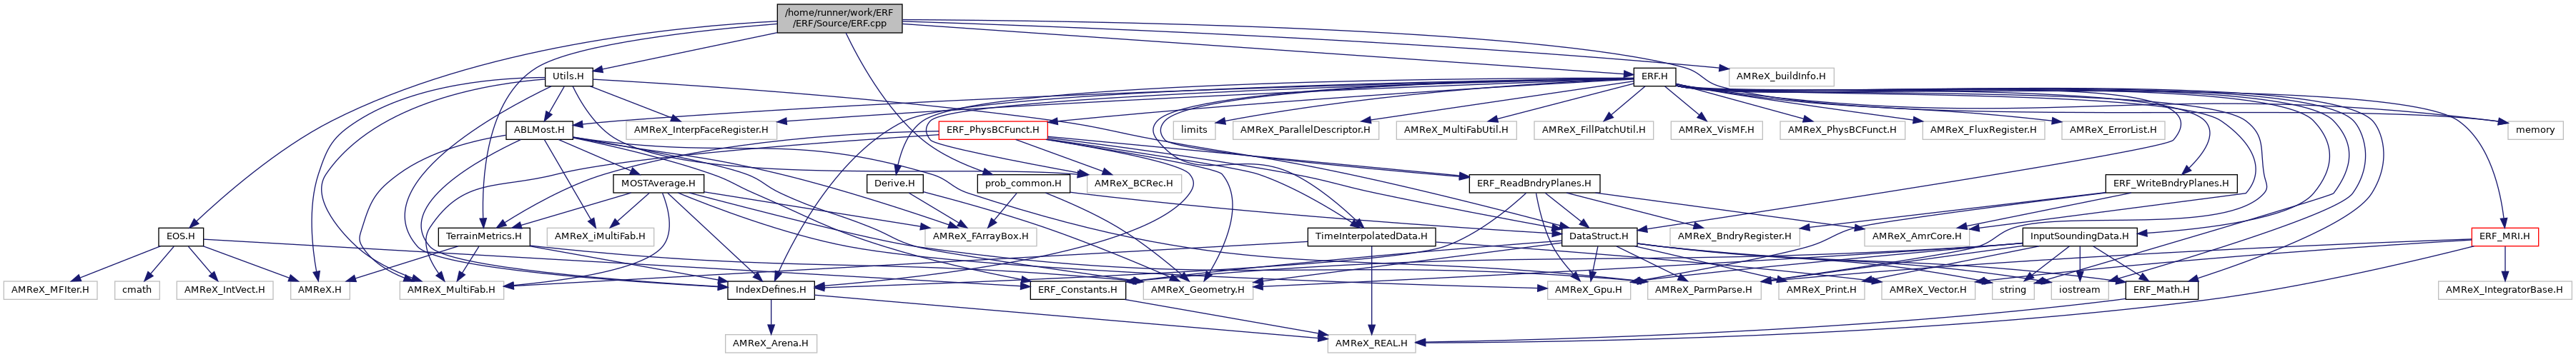 /home/runner/work/ERF
/ERF/Source/ERF.cpp
Utils.H
ERF.H
AMReX_buildInfo.H
ABLMost.H
AMReX_InterpFaceRegister.H
ERF_PhysBCFunct.H
limits
AMReX_ParallelDescriptor.H
AMReX_MultiFabUtil.H
AMReX_FillPatchUtil.H
AMReX_VisMF.H
AMReX_PhysBCFunct.H
AMReX_FluxRegister.H
AMReX_ErrorList.H
memory
MOSTAverage.H
Derive.H
prob_common.H
AMReX_BCRec.H
ERF_ReadBndryPlanes.H
ERF_WriteBndryPlanes.H
EOS.H
TerrainMetrics.H
AMReX_iMultiFab.H
AMReX_FArrayBox.H
TimeInterpolatedData.H
DataStruct.H
AMReX_BndryRegister.H
AMReX_AmrCore.H
InputSoundingData.H
ERF_MRI.H
AMReX_MFIter.H
cmath
AMReX_IntVect.H
AMReX.H
AMReX_MultiFab.H
IndexDefines.H
ERF_Constants.H
AMReX_Geometry.H
AMReX_Gpu.H
AMReX_ParmParse.H
AMReX_Print.H
AMReX_Vector.H
string
iostream
ERF_Math.H
AMReX_IntegratorBase.H
AMReX_Arena.H
AMReX_REAL.H